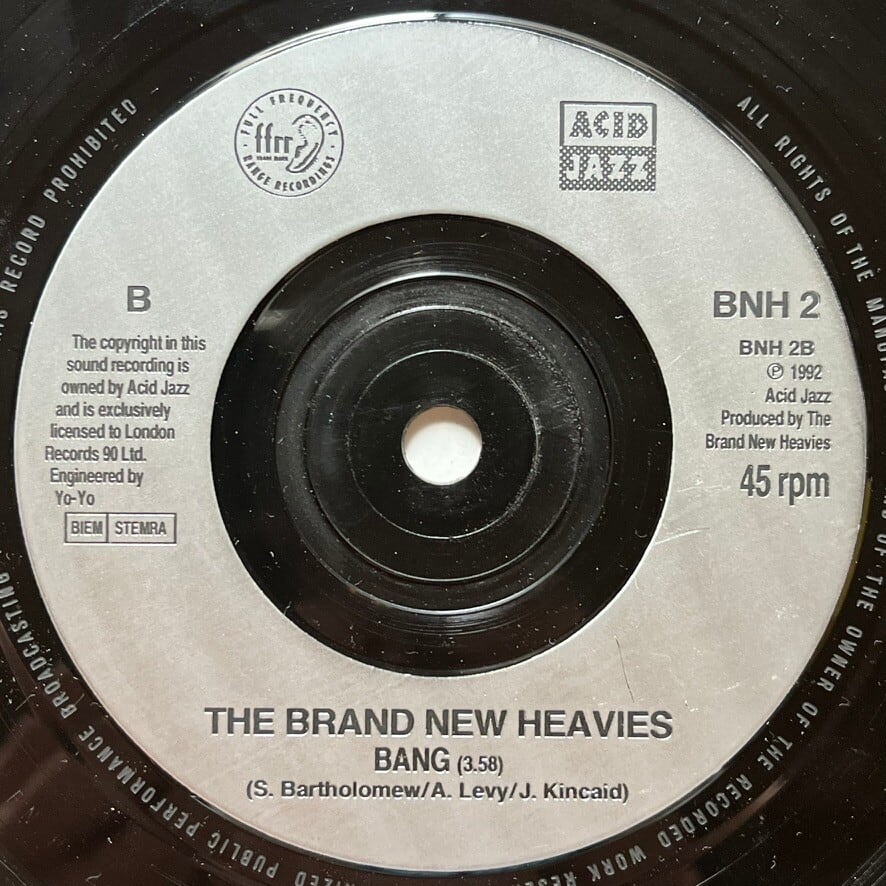 FULL FREQUENCY
ffrr
RANGE RECORDINGS
ACID
JAZZ
B
The copyright in this
sound recording is
owned by Acid Jazz
and is exclusively
licensed to London
Records 90 Ltd.
Engineered by
Yo-Yo
BIEM STEMRA
BNH 2
BNH 2B
℗ 1992
Acid Jazz
Produced by The
Brand New Heavies
45 rpm
THE BRAND NEW HEAVIES
BANG (3.58)
(S. Bartholomew/A. Levy/J. Kincaid)
ALL RIGHTS OF THE
OF THE OWNER OF THE RECORDED WORK
PUBLIC PERFORMANCE BROADCASTING
RECORD PROHIBITED